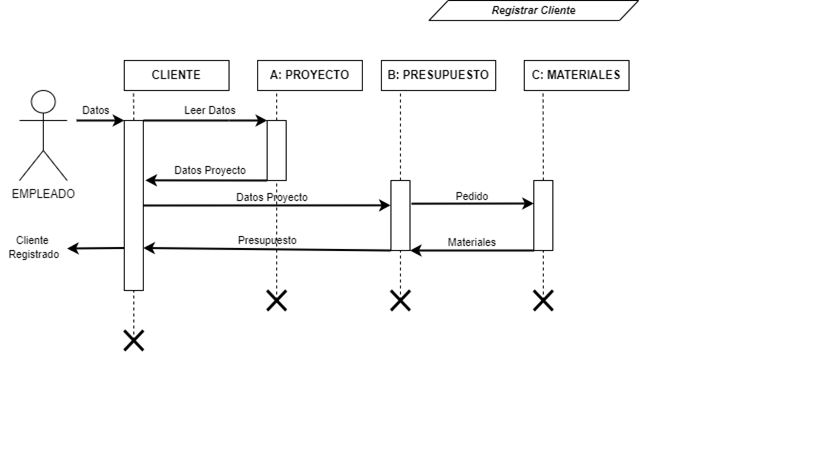 Registrar Cliente
CLIENTE
A: PROYECTO
B: PRESUPUESTO
C: MATERIALES
Datos
Leer Datos
Datos Proyecto
EMPLEADO
Datos Proyecto
Pedido
Cliente
Registrado
Presupuesto
Materiales